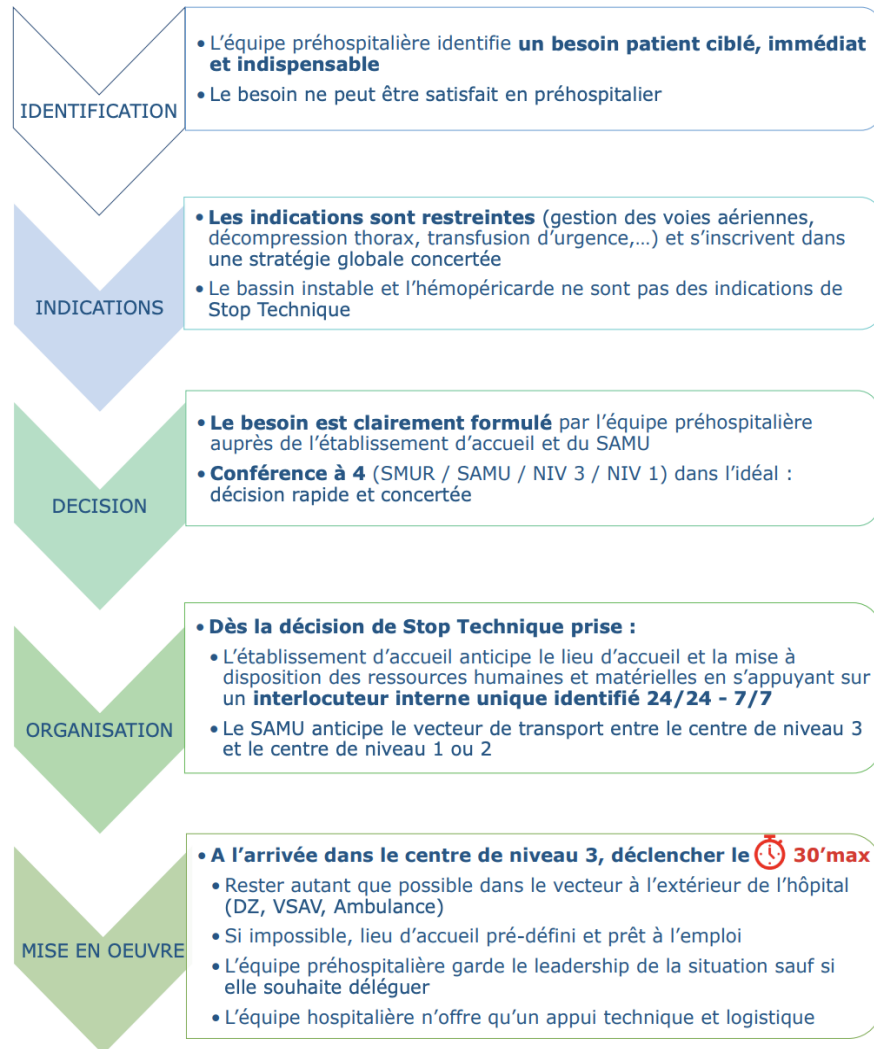 IDENTIFICATION
• L’équipe préhospitalière identifie un besoin patient ciblé, immédiat
et indispensable
• Le besoin ne peut être satisfait en préhospitalier
INDICATIONS
• Les indications sont restreintes (gestion des voies aériennes,
décompression thorax, transfusion d’urgence,...) et s’inscrivent dans
une stratégie globale concertée
• Le bassin instable et l’hémopéricarde ne sont pas des indications de
Stop Technique
DECISION
• Le besoin est clairement formulé par l’équipe préhospitalière
auprès de l’établissement d’accueil et du SAMU
• Conférence à 4 (SMUR / SAMU / NIV 3 / NIV 1) dans l’idéal :
décision rapide et concertée
ORGANISATION
• Dès la décision de Stop Technique prise :
• L’établissement d’accueil anticipe le lieu d’accueil et la mise à
disposition des ressources humaines et matérielles en s’appuyant sur
un interlocuteur interne unique identifié 24/24 - 7/7
• Le SAMU anticipe le vecteur de transport entre le centre de niveau 3
et le centre de niveau 1 ou 2
MISE EN OEUVRE
• A l’arrivée dans le centre de niveau 3, déclencher le 30’max
• Rester autant que possible dans le vecteur à l’extérieur de l’hôpital
(DZ, VSAV, Ambulance)
• Si impossible, lieu d’accueil pré-défini et prêt à l’emploi
• L’équipe préhospitalière garde le leadership de la situation sauf si
elle souhaite déléguer
• L’équipe hospitalière n’offre qu’un appui technique et logistique